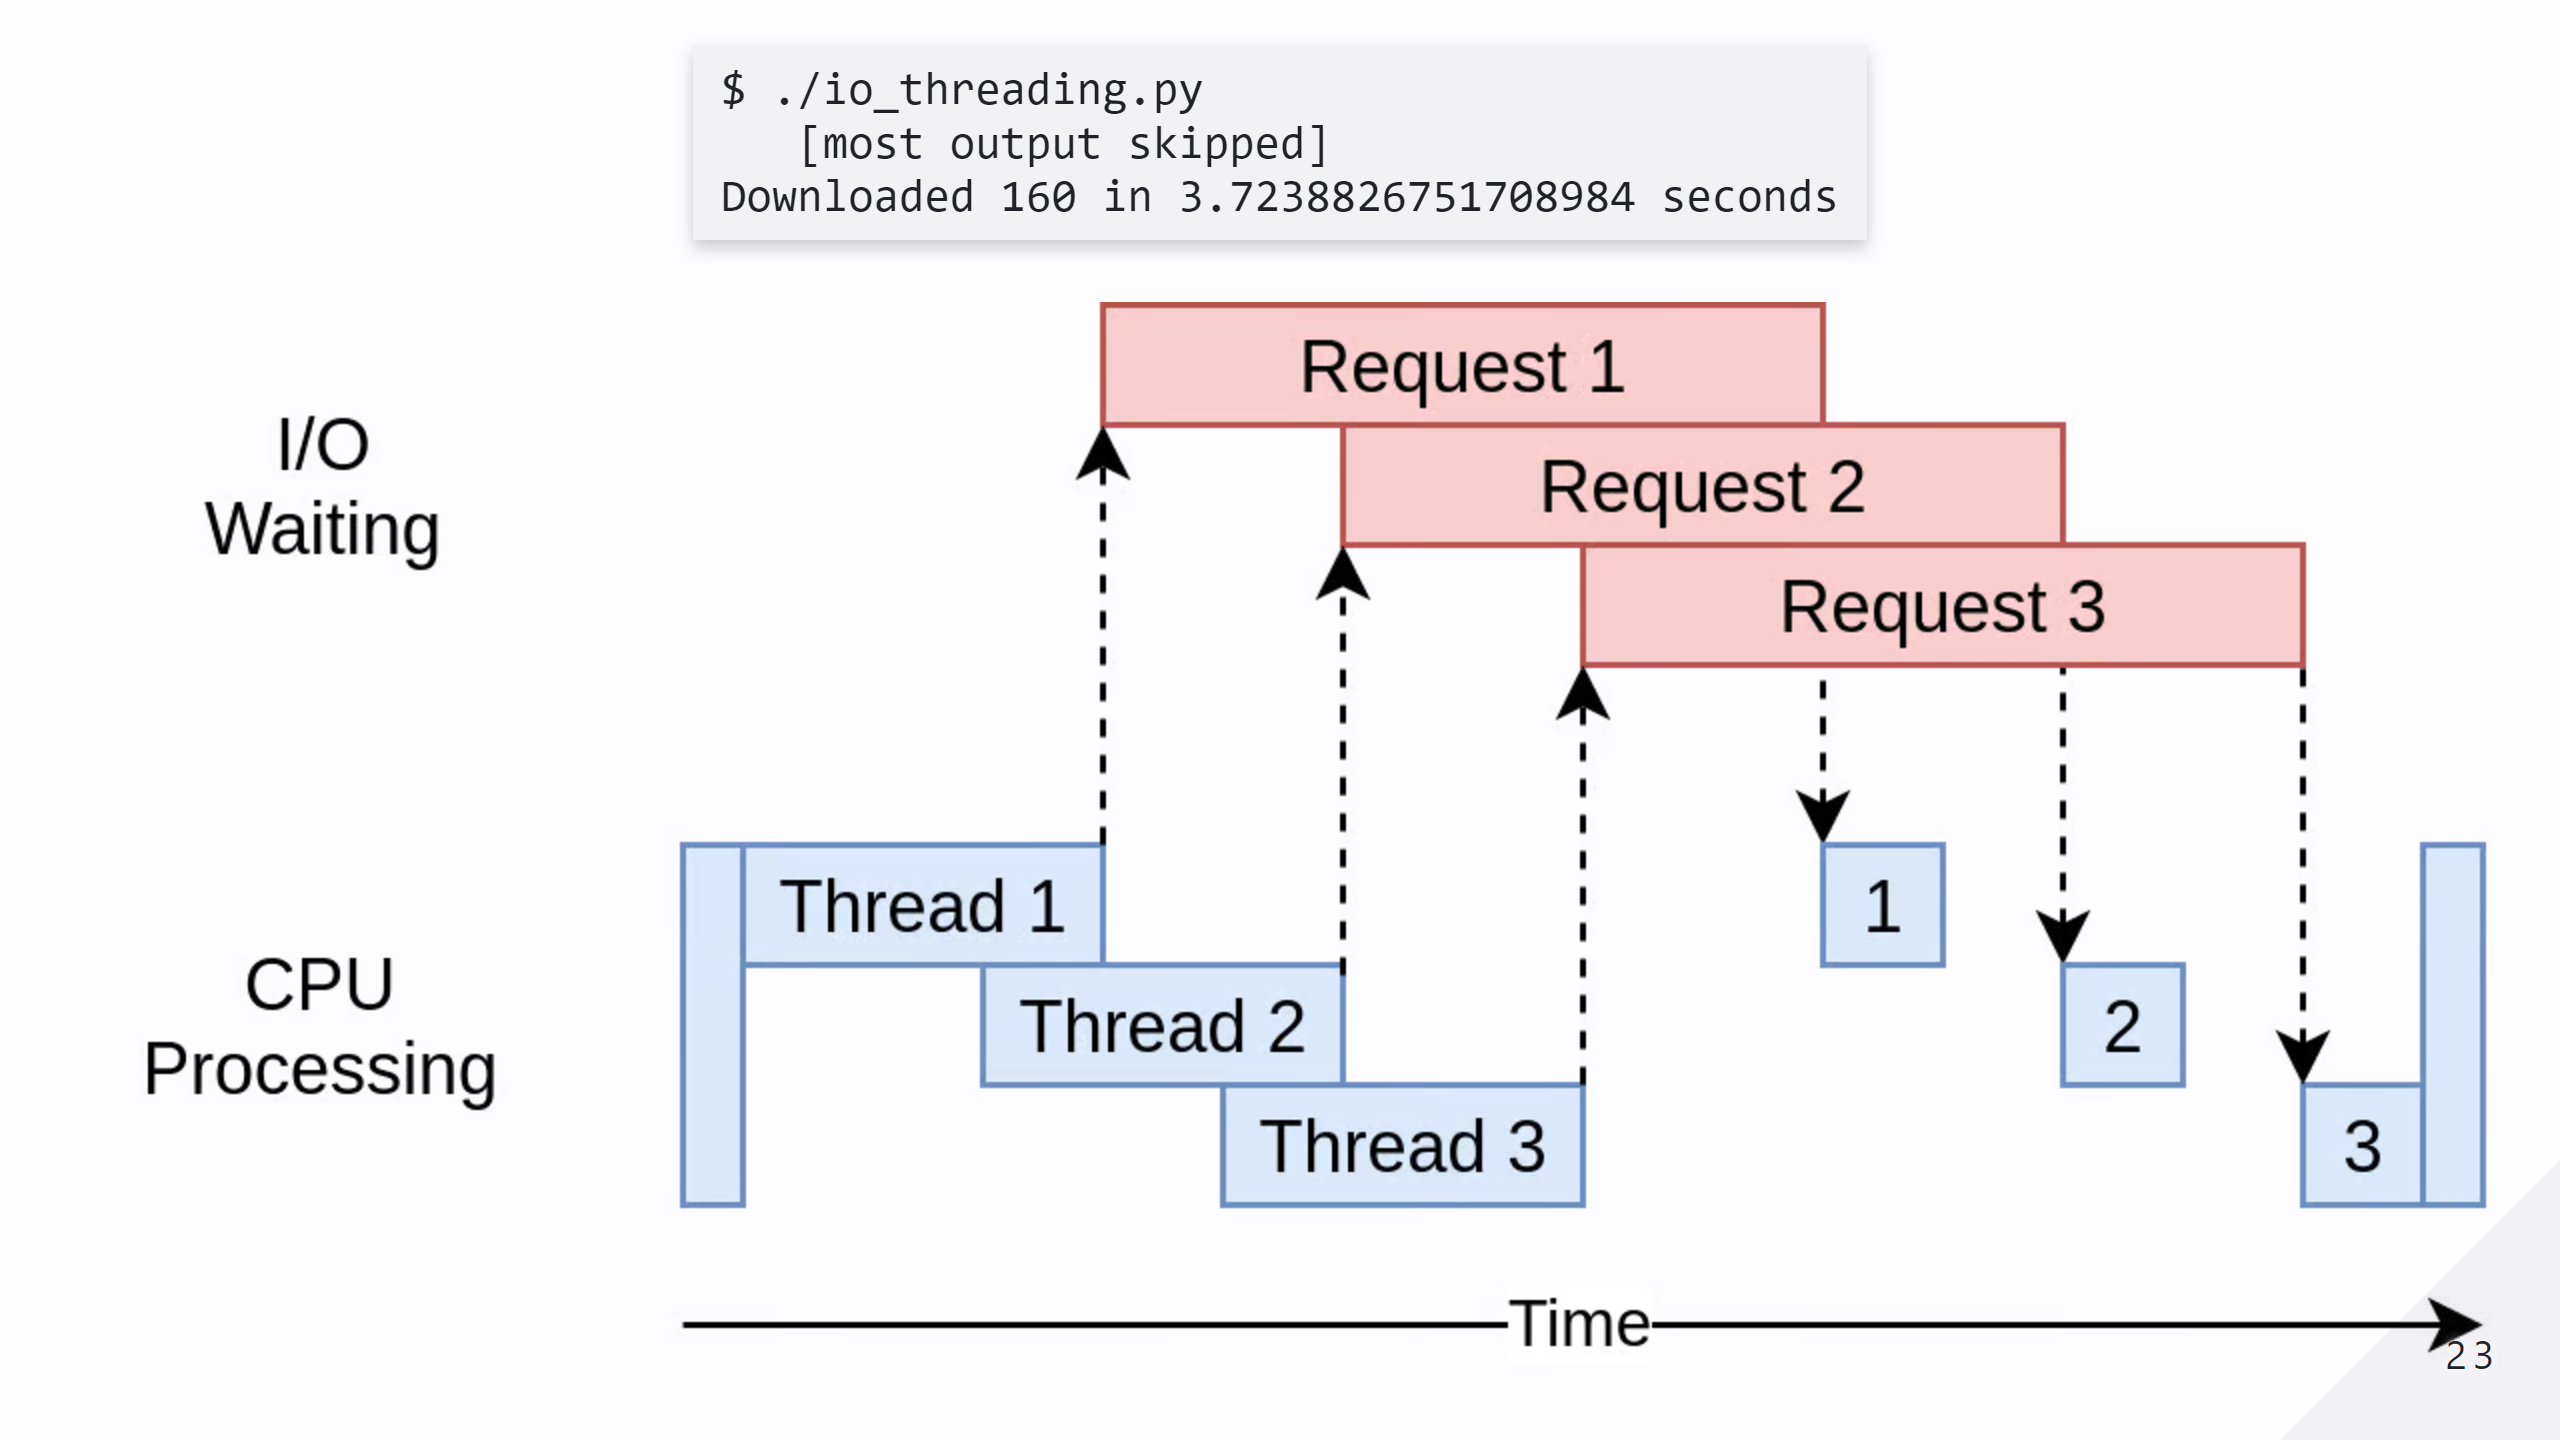 $ ./io_threading.py
[most output skipped]
Downloaded 160 in 3.7238826751708984 seconds
Request 1
I/O
Waiting
Request 2
Request 3
Thread 1
1
CPU
Processing
Thread 2
2
Thread 3
3
Time
23